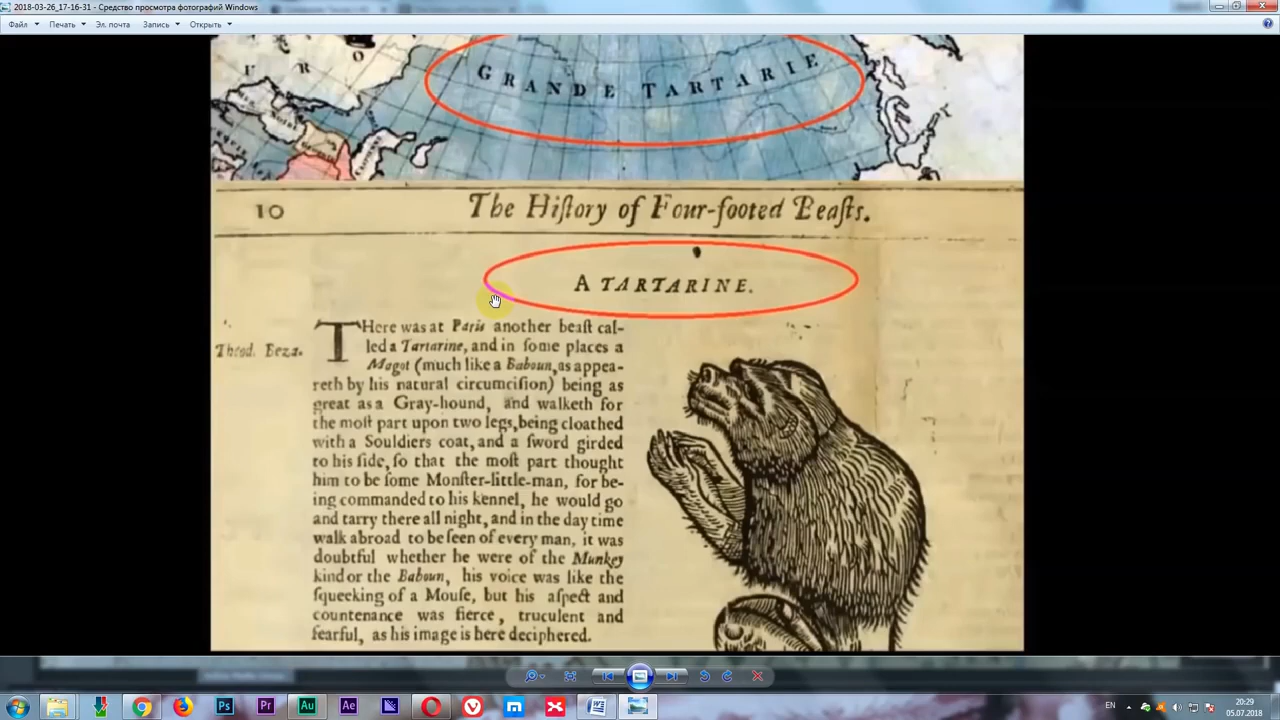 2018-03-26_17-16-31 - Средство просмотра фотографий Windows
Файл Печать Эл. почта Запись Открыть
U R O
GRANDE TARTARIE
10 The Hiſtory of Four-footed Beaſts.
A TARTARINE.
Theod. Beza.
THere was at Paris another beaſt cal-
led a Tartarine, and in ſome places a
Magot (much like a Baboun, as appea-
reth by his natural circumciſion) being as
great as a Gray-hound, and walketh for
the moſt part upon two legs, being cloathed
with a Souldiers coat, and a ſword girded
to his ſide, ſo that the moſt part thought
him to be ſome Monſter-little-man, for be-
ing commanded to his kennel, he would go
and tarry there all night, and in the day time
walk abroad to be ſeen of every man, it was
doubtful whether he were of the Munkey
kind or the Baboun, his voice was like the
ſqueeking of a Mouſe, but his aſpect and
countenance was fierce, truculent and
fearful, as his image is here deciphered.
Ps Pr Au Ae W
EN
20:29
05.07.2018